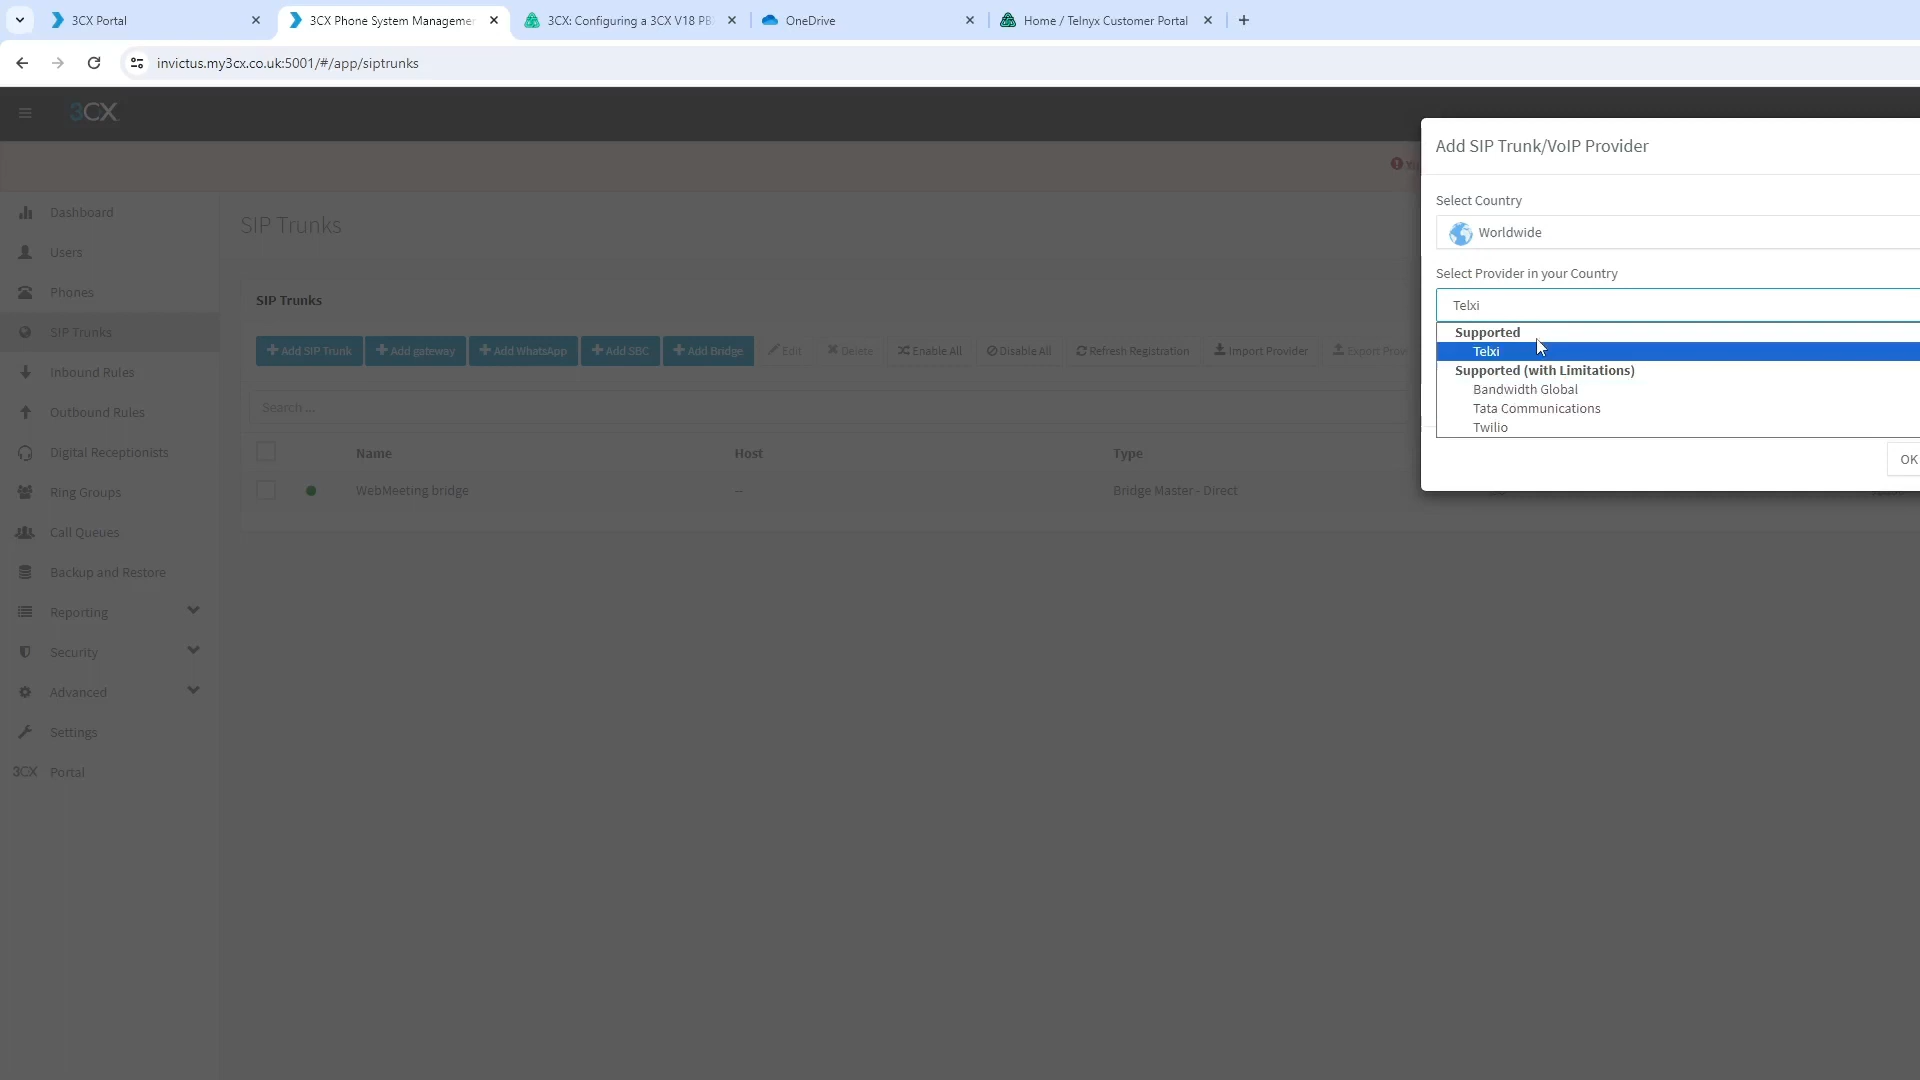 3CX Portal
3CX Phone System Managemen
3CX: Configuring a 3CX V18 PB
OneDrive
Home / Telnyx Customer Portal
invictus.my3cx.co.uk:5001/#/app/siptrunks
3CX
Add SIP Trunk/VoIP Provider
Dashboard
Users
Phones
SIP Trunks
Inbound Rules
Outbound Rules
Digital Receptionists
Ring Groups
Call Queues
Backup and Restore
Reporting
Security
Advanced
Settings
3CX Portal
SIP Trunks
SIP Trunks
Add SIP Trunk
Add gateway
Add WhatsApp
Add SBC
Add Bridge
Edit
Delete
Enable All
Disable All
Refresh Registration
Import Provider
Export Prov
Search ...
Name Host Type
WebMeeting bridge -- Bridge Master - Direct
Select Country
Worldwide
Select Provider in your Country
Telxi
Supported
Telxi
Supported (with Limitations)
Bandwidth Global
Tata Communications
Twilio
OK